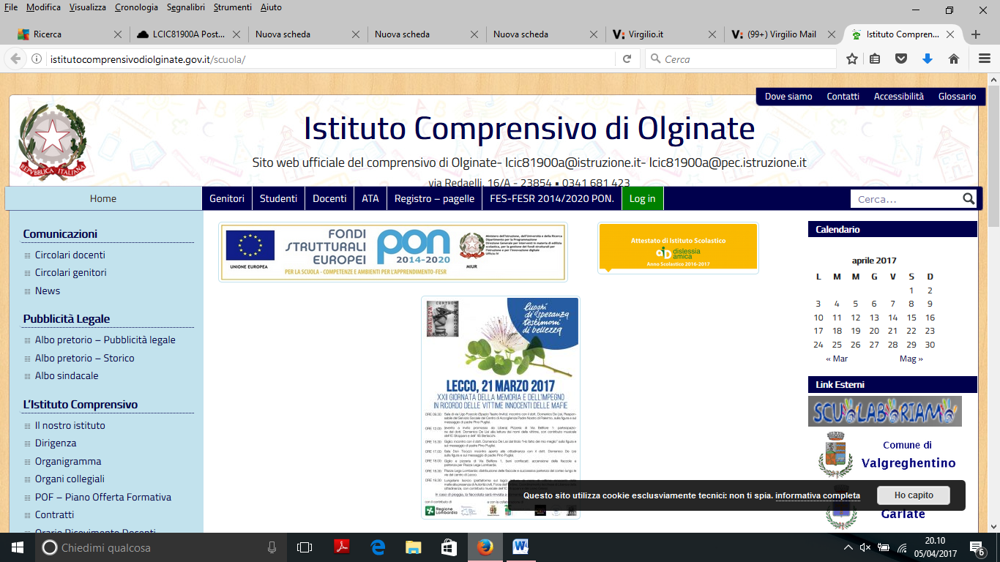 File Modifica Visualizza Cronologia Segnalibri Strumenti Aiuto
Ricerca LCIC81900A Post... Nuova scheda Nuova scheda Nuova scheda Virgilio.it (99+) Virgilio Mail Istituto Compren...
istitutocomprensivodiolginate.gov.it/scuola/ Cerca
Dove siamo Contatti Accessibilità Glossario
Istituto Comprensivo di Olginate
Sito web ufficiale del comprensivo di Olginate- lcic81900a@istruzione.it- lcic81900a@pec.istruzione.it
via Redaelli, 16/A - 23854 • 0341 681 423
REPVBBLICA ITALIANA
Home Genitori Studenti Docenti ATA Registro – pagelle FES-FESR 2014/2020 PON. Log in Cerca...
Comunicazioni
Circolari docenti
Circolari genitori
News
Pubblicità Legale
Albo pretorio – Pubblicità legale
Albo pretorio – Storico
Albo sindacale
L'Istituto Comprensivo
Il nostro istituto
Dirigenza
Organigramma
Organi collegiali
POF – Piano Offerta Formativa
Contratti
Orario Ricevimento Docenti
UNIONE EUROPEA
FONDI
STRUTTURALI
EUROPEI
pon
2014-2020
MIUR
PER LA SCUOLA - COMPETENZE E AMBIENTI PER L'APPRENDIMENTO-FESR
Attestato di Istituto Scolastico
AID dislessia
amica
Anno Scolastico 2016-2017
luoghi
di speranza
testimoni
di bellezza
LECCO, 21 MARZO 2017
XXII GIORNATA DELLA MEMORIA E DELL'IMPEGNO
IN RICORDO DELLE VITTIME INNOCENTI DELLE MAFIE
Regione
Lombardia
Calendario
aprile 2017
L M M G V S D
1 2
3 4 5 6 7 8 9
10 11 12 13 14 15 16
17 18 19 20 21 22 23
24 25 26 27 28 29 30
« Mar Mag »
Link Esterni
SCUOLABORIAMO
Comune di
Valgreghentino
Garlate
Questo sito utilizza cookie esclusviamente tecnici: non ti spia. informativa completa Ho capito
Chiedimi qualcosa
20.10
05/04/2017
6